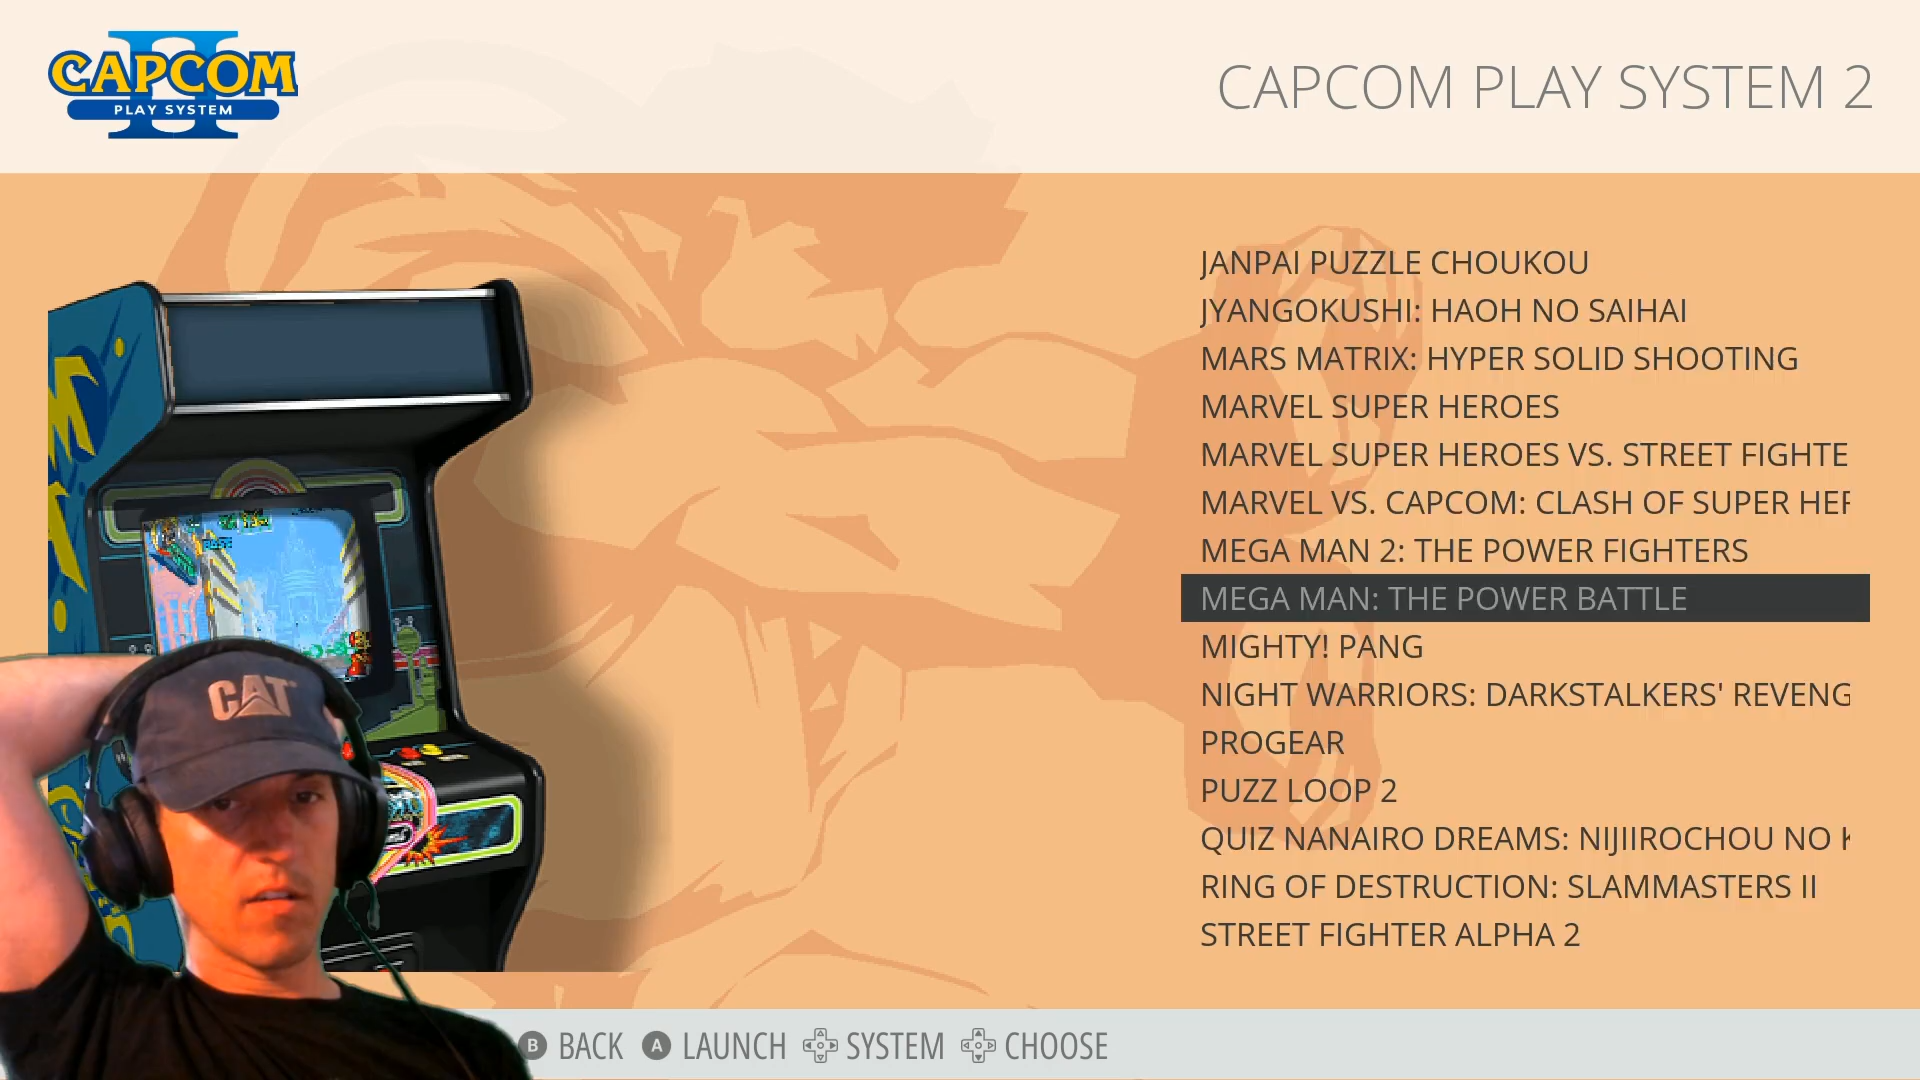 CAPCOM
PLAY SYSTEM
CAPCOM PLAY SYSTEM 2
JANPAI PUZZLE CHOUKOU
JYANGOKUSHI: HAOH NO SAIHAI
MARS MATRIX: HYPER SOLID SHOOTING
MARVEL SUPER HEROES
MARVEL SUPER HEROES VS. STREET FIGHTE
MARVEL VS. CAPCOM: CLASH OF SUPER HER
MEGA MAN 2: THE POWER FIGHTERS
MEGA MAN: THE POWER BATTLE
MIGHTY! PANG
NIGHT WARRIORS: DARKSTALKERS' REVENG
PROGEAR
PUZZ LOOP 2
QUIZ NANAIRO DREAMS: NIJIIROCHOU NO K
RING OF DESTRUCTION: SLAMMASTERS II
STREET FIGHTER ALPHA 2
CAT
B BACK A LAUNCH SYSTEM CHOOSE